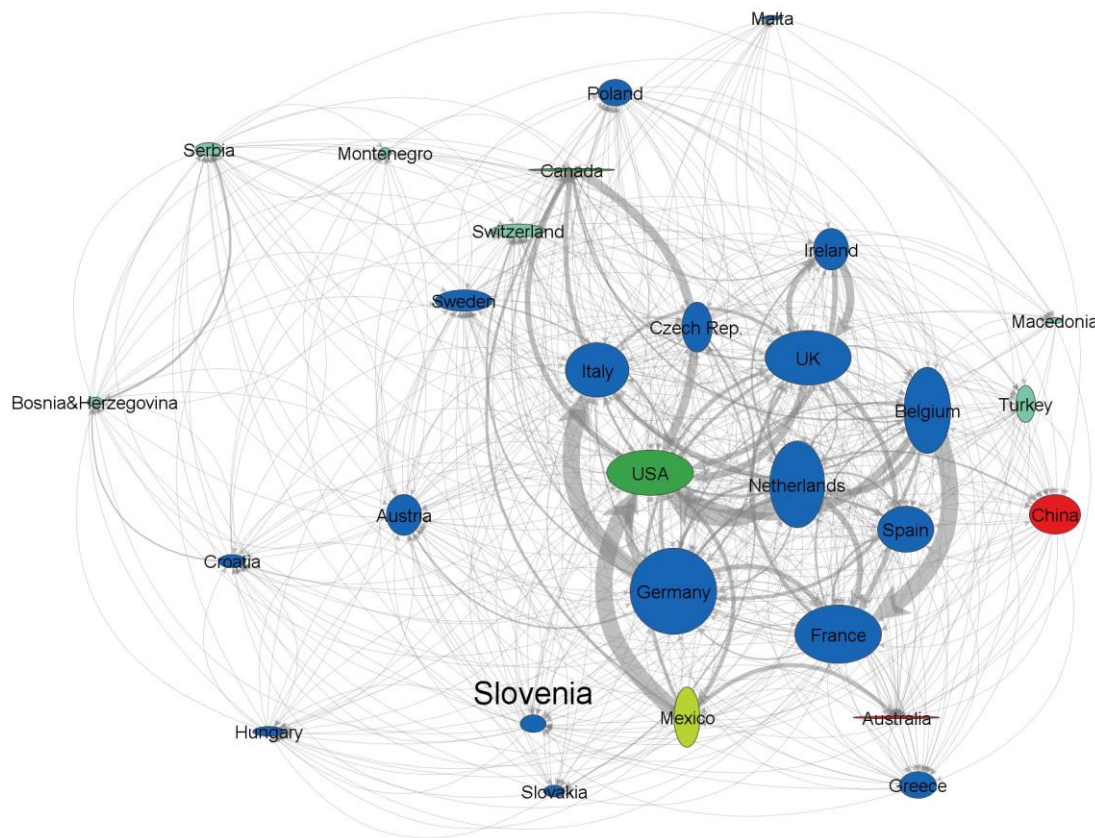 Malta
Poland
Serbia
Montenegro
Canada
Switzerland
Ireland
Sweden
Czech Rep
Macedonia
UK
Italy
Bosnia&Herzegovina
Belgium
Turkey
USA
Netherlands
Austria
China
Spain
Croatia
Germany
France
Slovenia
Mexico
Australia
Hungary
Greece
Slovakia